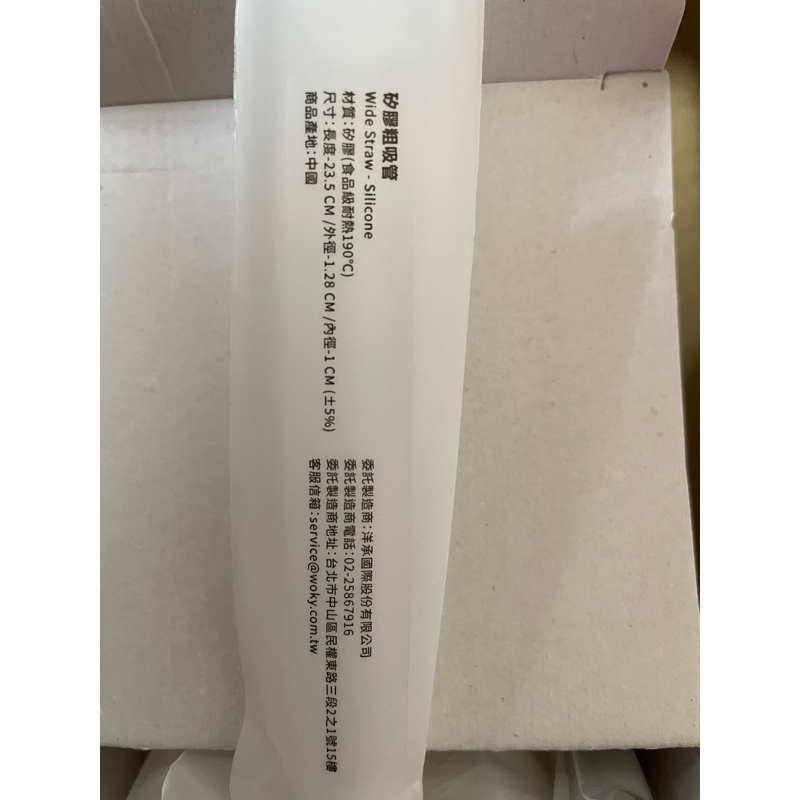 矽膠粗吸管
Wide Straw - Silicone
材質：矽膠(食品級耐熱190°C)
尺寸：長度-23.5 CM /外徑-1.28 CM /內徑-1 CM (±5%)
商品產地：中國
委託製造商：洋承國際股份有限公司
委託製造商電話：02-25867916
委託製造商地址：台北市中山區民權東路三段2之1號15樓
客服信箱：service@woky.com.tw